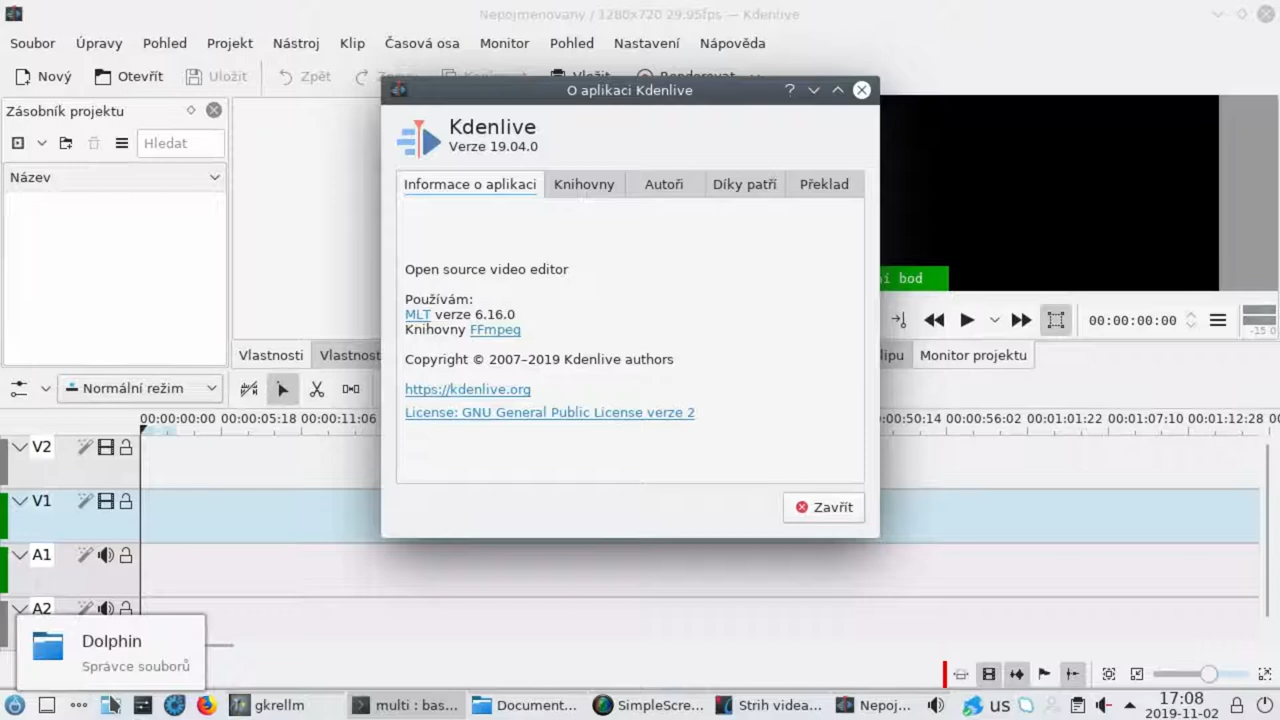 Nepojmenovaný / 1280x720 29.95fps — Kdenlive
Soubor Úpravy Pohled Projekt Nástroj Klip Časová osa Monitor Pohled Nastavení Nápověda
Nový Otevřít Uložit Zpět Vložit Renderovat
O aplikaci Kdenlive
Zásobník projektu
Hledat
Název
Kdenlive
Verze 19.04.0
Informace o aplikaci Knihovny Autoři Díky patří Překlad
Open source video editor
Používám:
MLT verze 6.16.0
Knihovny FFmpeg
Copyright © 2007–2019 Kdenlive authors
https://kdenlive.org
License: GNU General Public License verze 2
Zavřít
bod
00:00:00:00
-15 0
Vlastnosti Vlastnost
Monitor projektu
Normální režim
00:00:00:00 00:00:05:18 00:00:11:06 0:00:50:14 00:00:56:02 00:01:01:22 00:01:07:10 00:01:12:28 00
V2
V1
A1
A2
Dolphin
Správce souborů
gkrellm multi : bas... Document... SimpleScre... Strih videa... Nepoj... us 17:08
2019-11-02